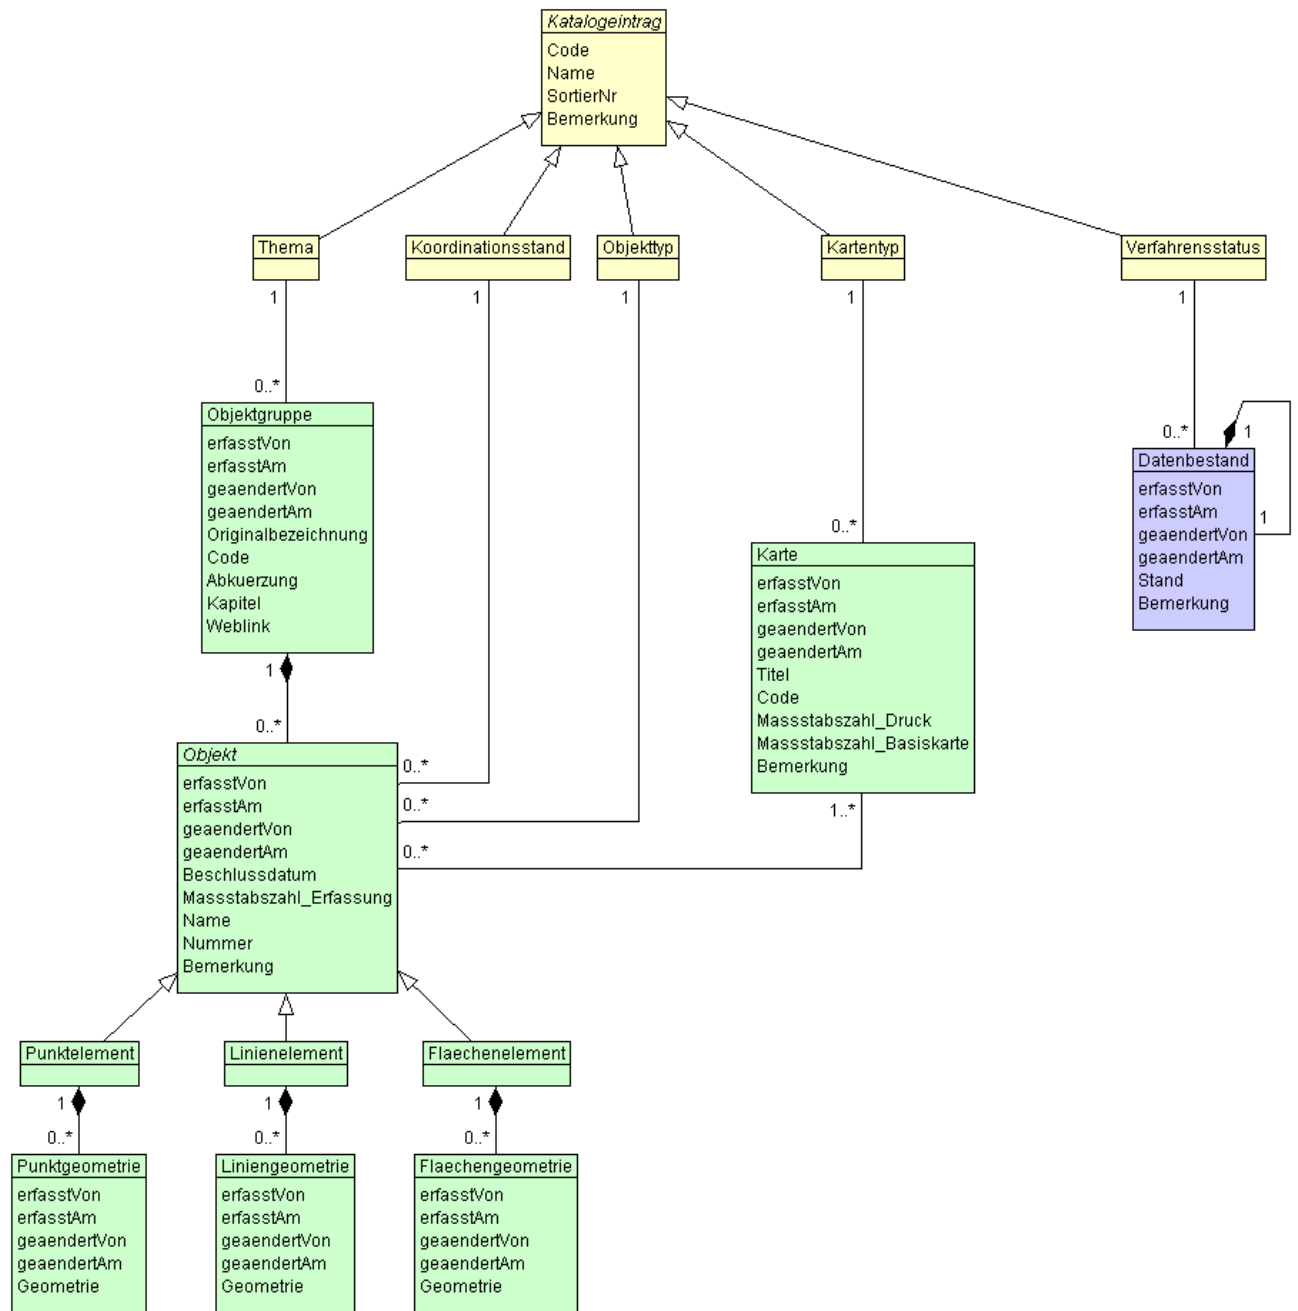 Katalogeintrag
Code
Name
SortierNr
Bemerkung
Thema
Koordinationsstand
Objekttyp
Kartentyp
Verfahrensstatus
1
1
1
1
1
0..*
Objektgruppe
erfasstVon
erfasstAm
geaendertVon
geaendertAm
Originalbezeichnung
Code
Abkuerzung
Kapitel
Weblink
0..*
1
Datenbestand
erfasstVon
erfasstAm
geaendertVon
geaendertAm
Stand
Bemerkung
1
0..*
Karte
erfasstVon
erfasstAm
geaendertVon
geaendertAm
Titel
Code
Massstabszahl_Druck
Massstabszahl_Basiskarte
Bemerkung
1..*
1
0..*
Objekt
erfasstVon
erfasstAm
geaendertVon
geaendertAm
Beschlussdatum
Massstabszahl_Erfassung
Name
Nummer
Bemerkung
0..*
0..*
0..*
Punktelement
Linienelement
Flaechenelement
1
1
1
0..*
0..*
0..*
Punktgeometrie
erfasstVon
erfasstAm
geaendertVon
geaendertAm
Geometrie
Liniengeometrie
erfasstVon
erfasstAm
geaendertVon
geaendertAm
Geometrie
Flaechengeometrie
erfasstVon
erfasstAm
geaendertVon
geaendertAm
Geometrie